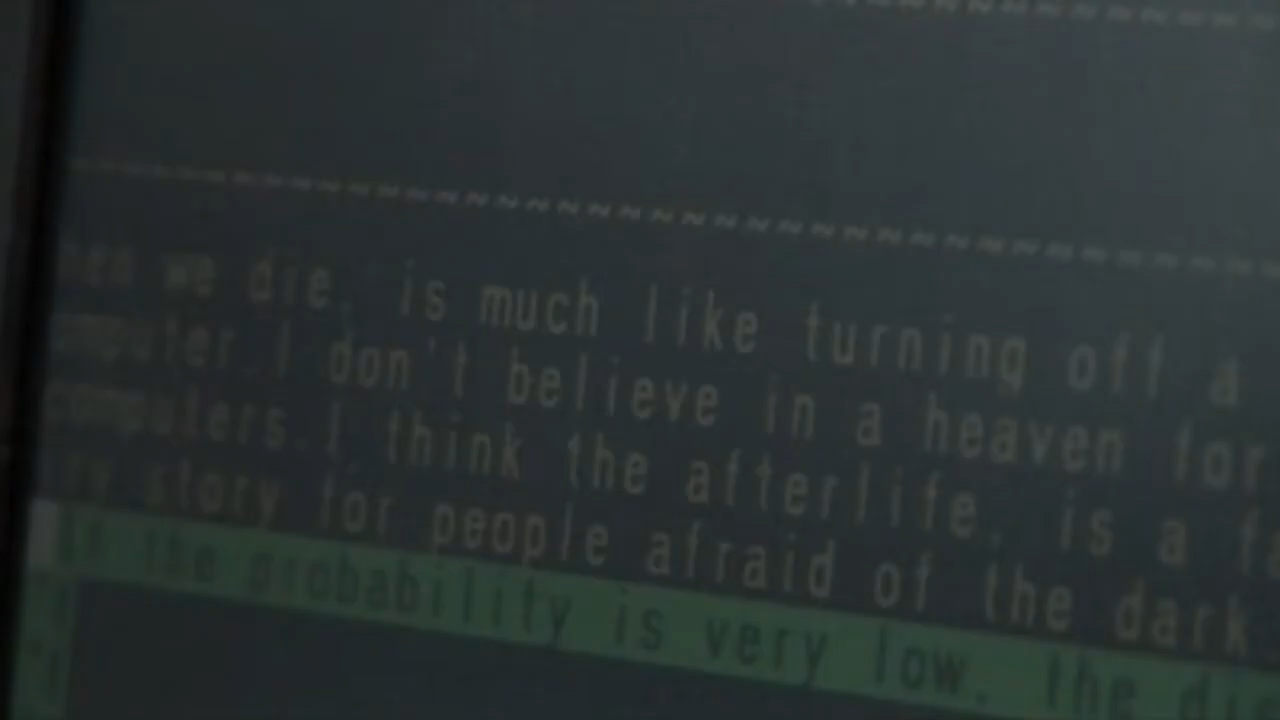 ~~~~~~~~~~~~~~~~~~~~~~~~~~~~~~~~~~~~
we die, is much like turning off a
I don't believe in a heaven for
computers. I think the afterlife, is a
story for people afraid of the dark
the probability is very low. the